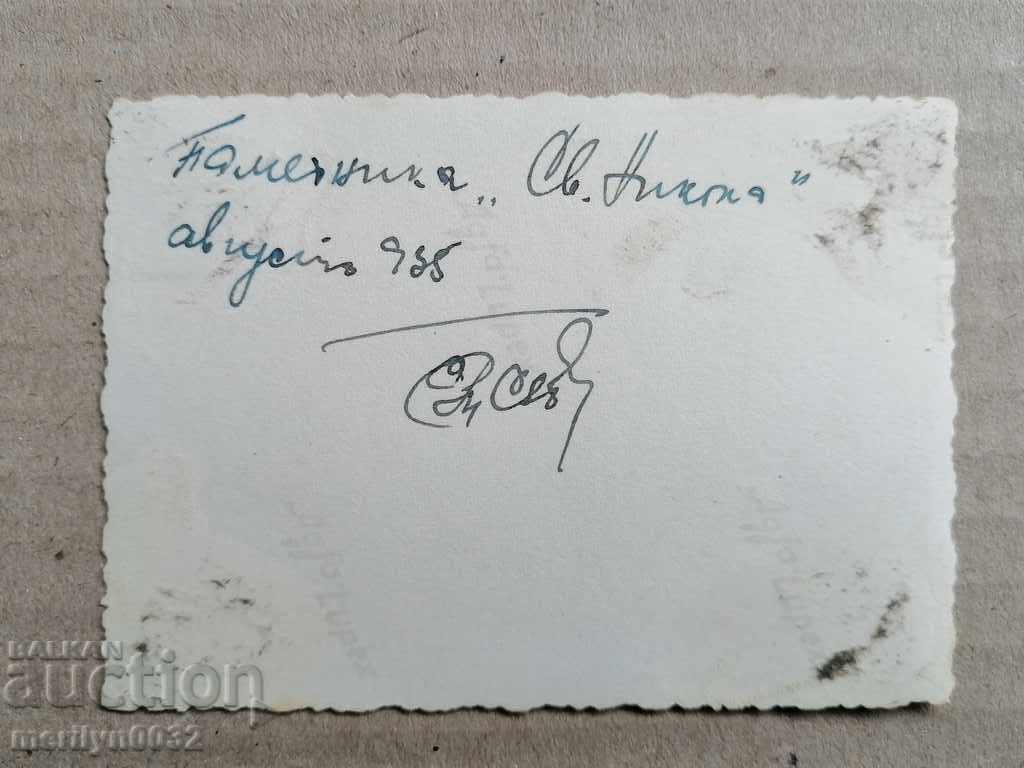 Паметника „Св. Никола"
августъ 935
BALKAN
auction
merilyn0032